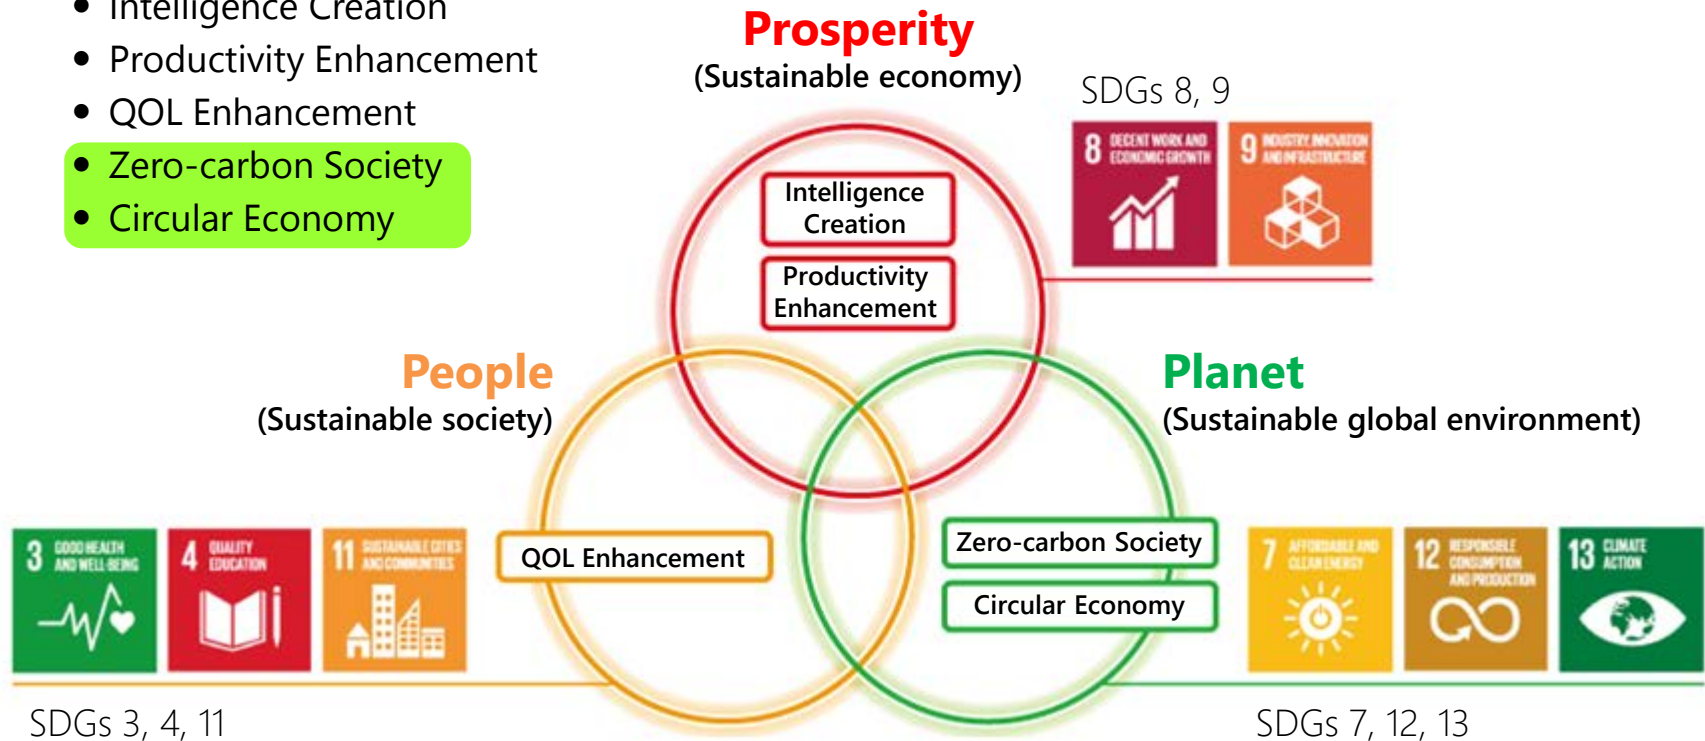 • Intelligence Creation
• Productivity Enhancement
• QOL Enhancement
• Zero-carbon Society
• Circular Economy
Prosperity
(Sustainable economy)
SDGs 8, 9
8 DECENT WORK AND
ECONOMIC GROWTH
9 INDUSTRY, INNOVATION
AND INFRASTRUCTURE
Intelligence
Creation
Productivity
Enhancement
People
(Sustainable society)
Planet
(Sustainable global environment)
3 GOOD HEALTH
AND WELL-BEING
4 QUALITY
EDUCATION
11 SUSTAINABLE CITIES
AND COMMUNITIES
QOL Enhancement
Zero-carbon Society
Circular Economy
7 AFFORDABLE AND
CLEAN ENERGY
12 RESPONSIBLE
CONSUMPTION
AND PRODUCTION
13 CLIMATE
ACTION
SDGs 3, 4, 11
SDGs 7, 12, 13